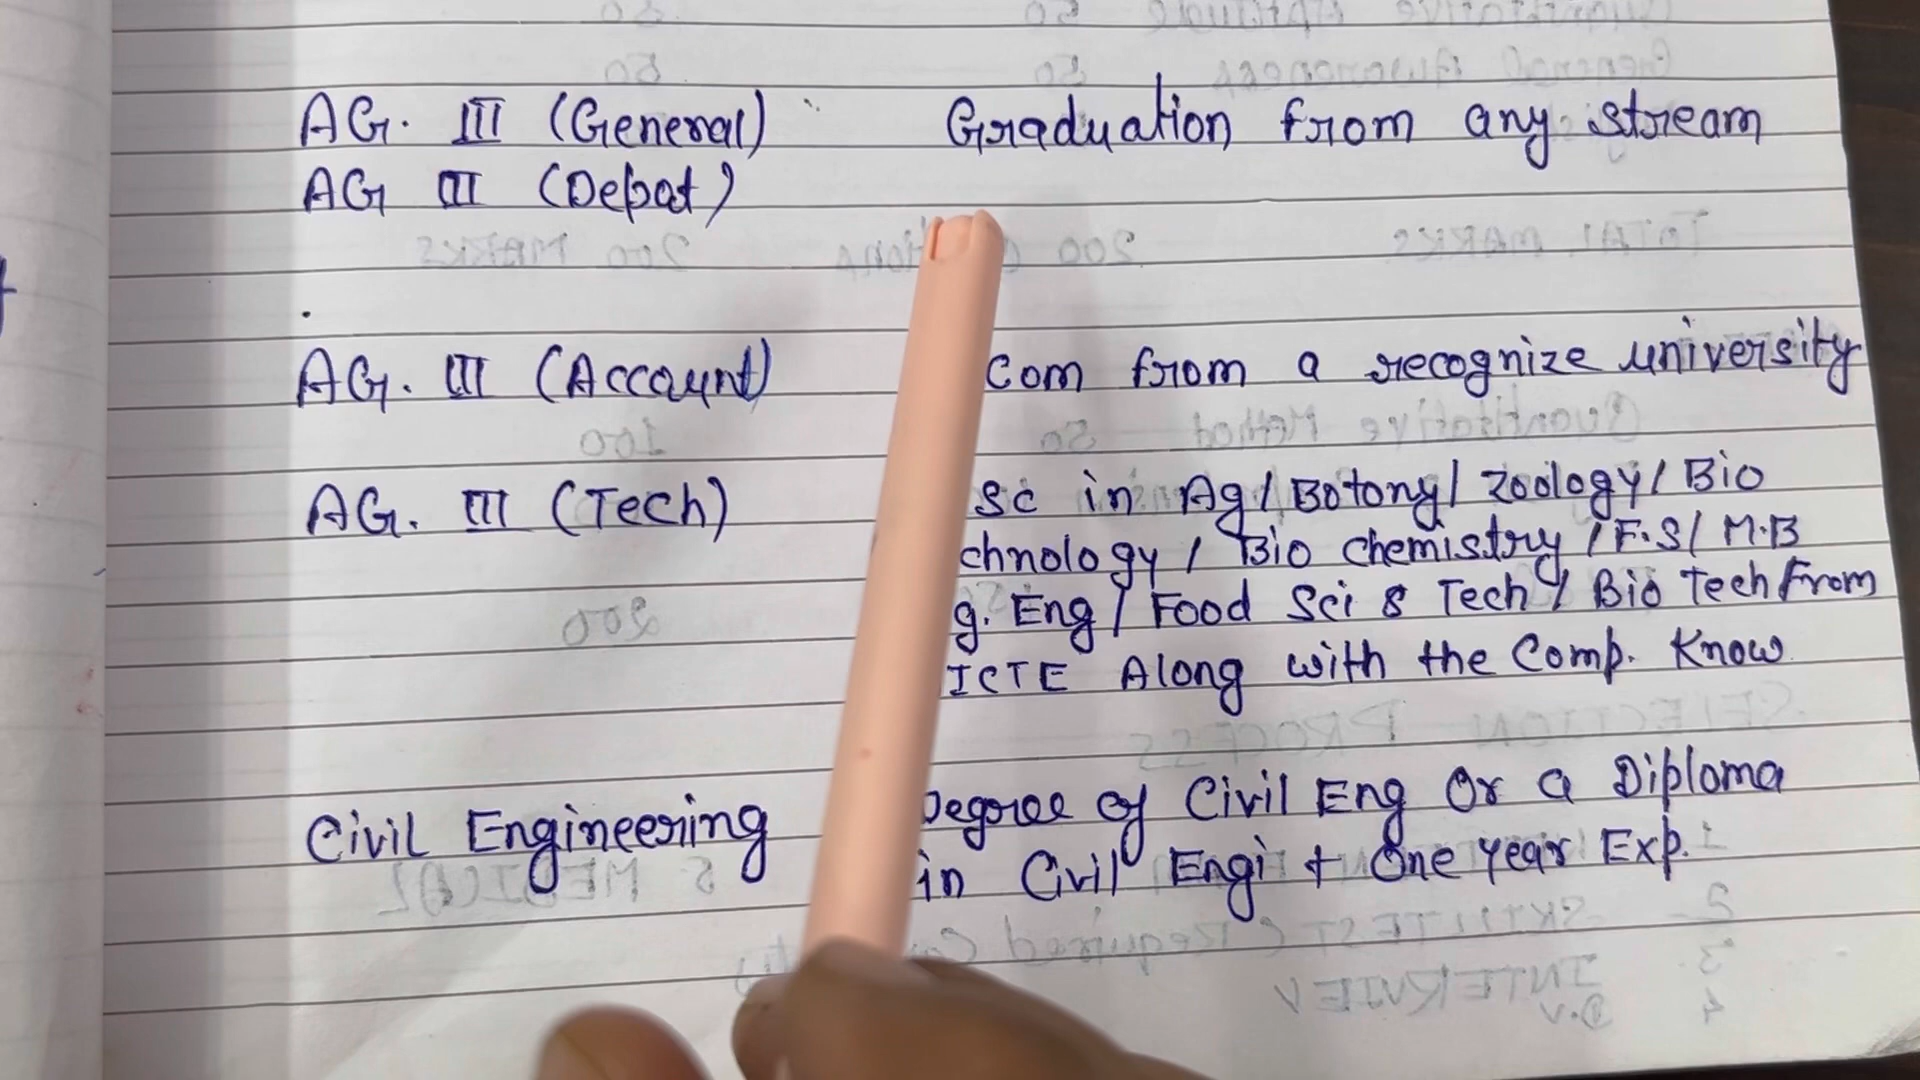 AG. III (General) Graduation from any stream
AG III (Depot)
AG. III (Account) com from a recognize university
AG. III (Tech) sc in Ag/Botony/Zoology/Bio
chnology/Bio chemistry/F.S/M.B
g. Eng/Food Sci & Tech/Bio Tech From
ICTE Along with the Comp. Know
Civil Engineering Degree of Civil Eng Or a Diploma
in Civil Engi + One year Exp.